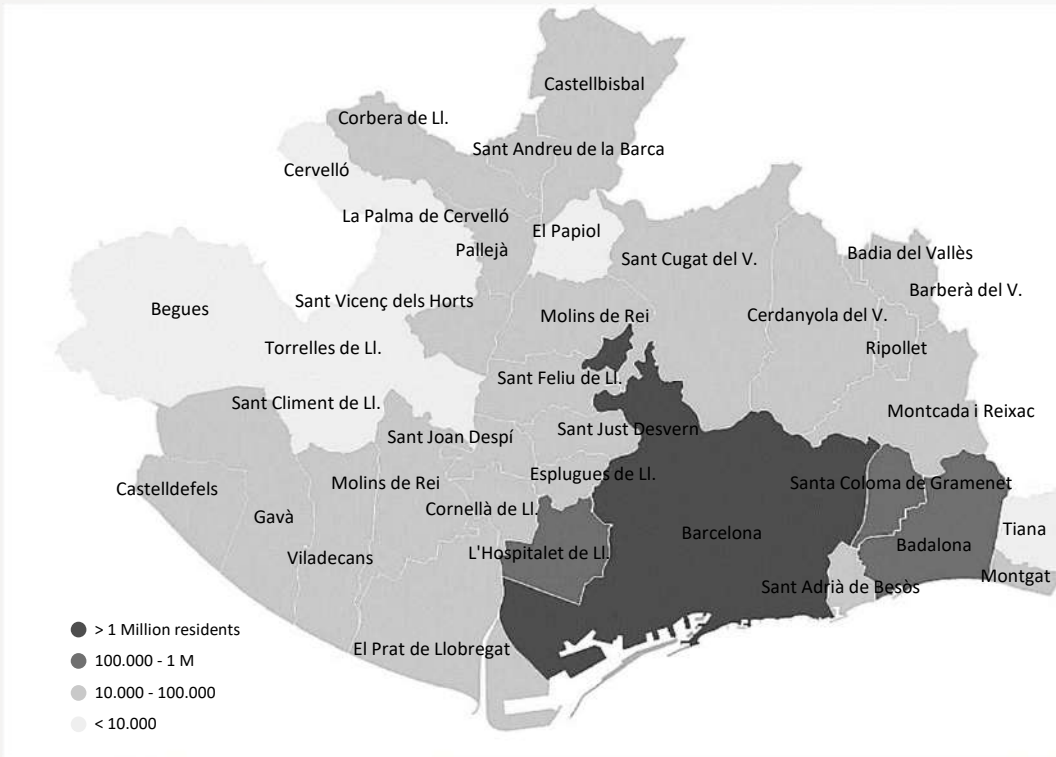 Castellbisbal
Corbera de Ll.
Sant Andreu de la Barca
Cervelló
La Palma de Cervelló
El Papiol
Pallejà
Sant Cugat del V.
Badia del Vallès
Barberà del V.
Begues
Sant Vicenç dels Horts
Molins de Rei
Cerdanyola del V.
Torrelles de Ll.
Ripollet
Sant Feliu de Ll.
Sant Climent de Ll.
Montcada i Reixac
Sant Joan Despí
Sant Just Desvern
Castelldefels
Molins de Rei
Esplugues de Ll.
Santa Coloma de Gramenet
Gavà
Cornellà de Ll.
Barcelona
Badalona
Tiana
Viladecans
L'Hospitalet de Ll.
Sant Adrià de Besòs
Montgat
El Prat de Llobregat
> 1 Million residents
100.000 - 1 M
10.000 - 100.000
< 10.000